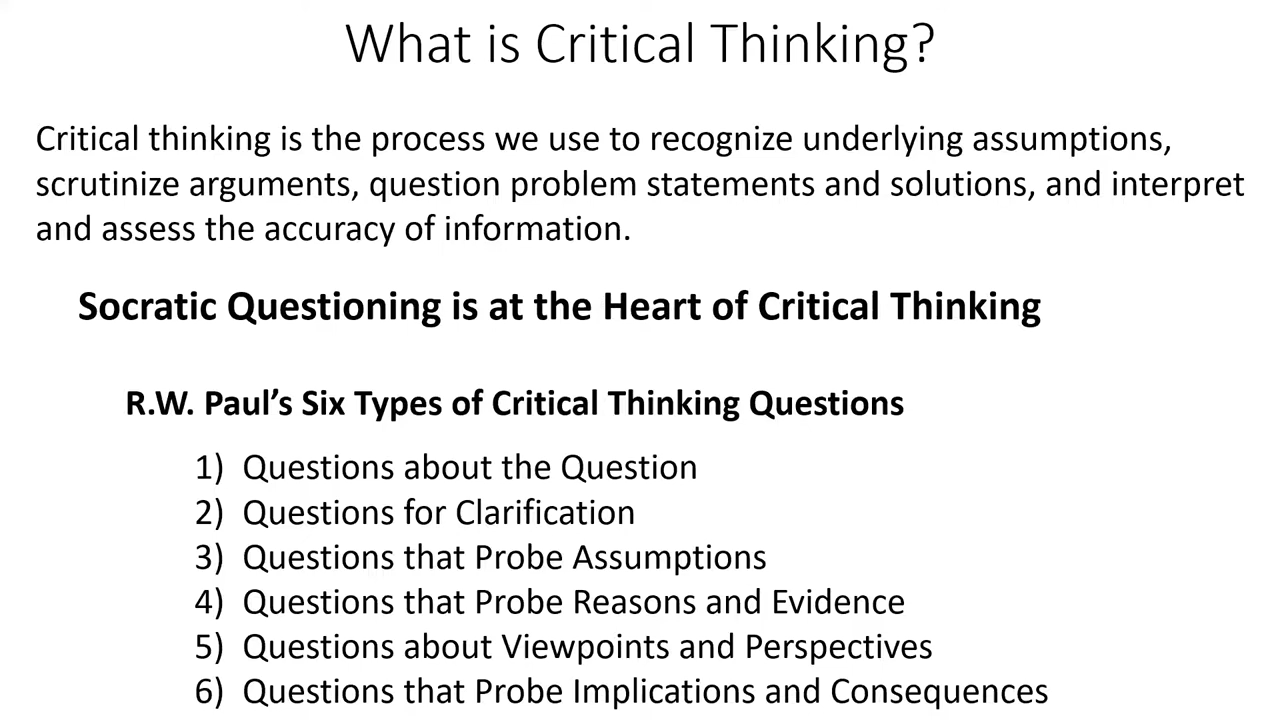 What is Critical Thinking?
Critical thinking is the process we use to recognize underlying assumptions,
scrutinize arguments, question problem statements and solutions, and interpret
and assess the accuracy of information.
Socratic Questioning is at the Heart of Critical Thinking
R.W. Paul’s Six Types of Critical Thinking Questions
1) Questions about the Question
2) Questions for Clarification
3) Questions that Probe Assumptions
4) Questions that Probe Reasons and Evidence
5) Questions about Viewpoints and Perspectives
6) Questions that Probe Implications and Consequences